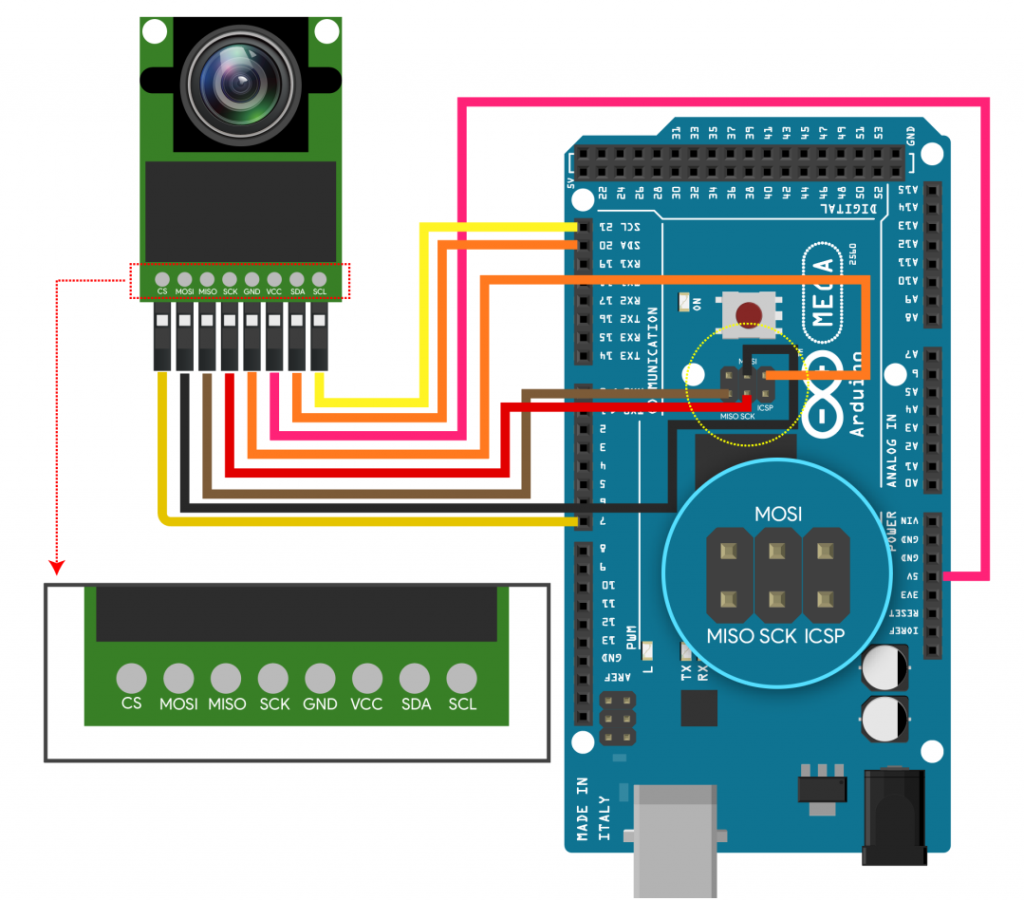 CS MOSI MISO SCK GND VCC SDA SCL
CS MOSI MISO SCK GND VCC SDA SCL
31 33 35 37 39 41 43 45 47 49 51 53 GND
5V 22 24 26 28 30 32 34 36 38 40 42 44 46 48 50 52
DIGITAL
21 SCL
20 SDA
19 RX1
17 RX2
16 TX2
15 RX3
14 TX3
COMMUNICATION
2
3
4
5
6
7
8
9
10
11
12
13
GND
AREF
PWM
L
TX
RX
ON
MEGA
2560
Arduino
MOSI
MISO SCK ICSP
MOSI
MISO SCK ICSP
A15
A14
A13
A12
A11
A10
A9
A8
A7
6
A5
A4
A3
A2
A1
A0
ANALOG IN
POWER
VIN
GND
GND
5V
3V3
RESET
IOREF
MADE IN
ITALY